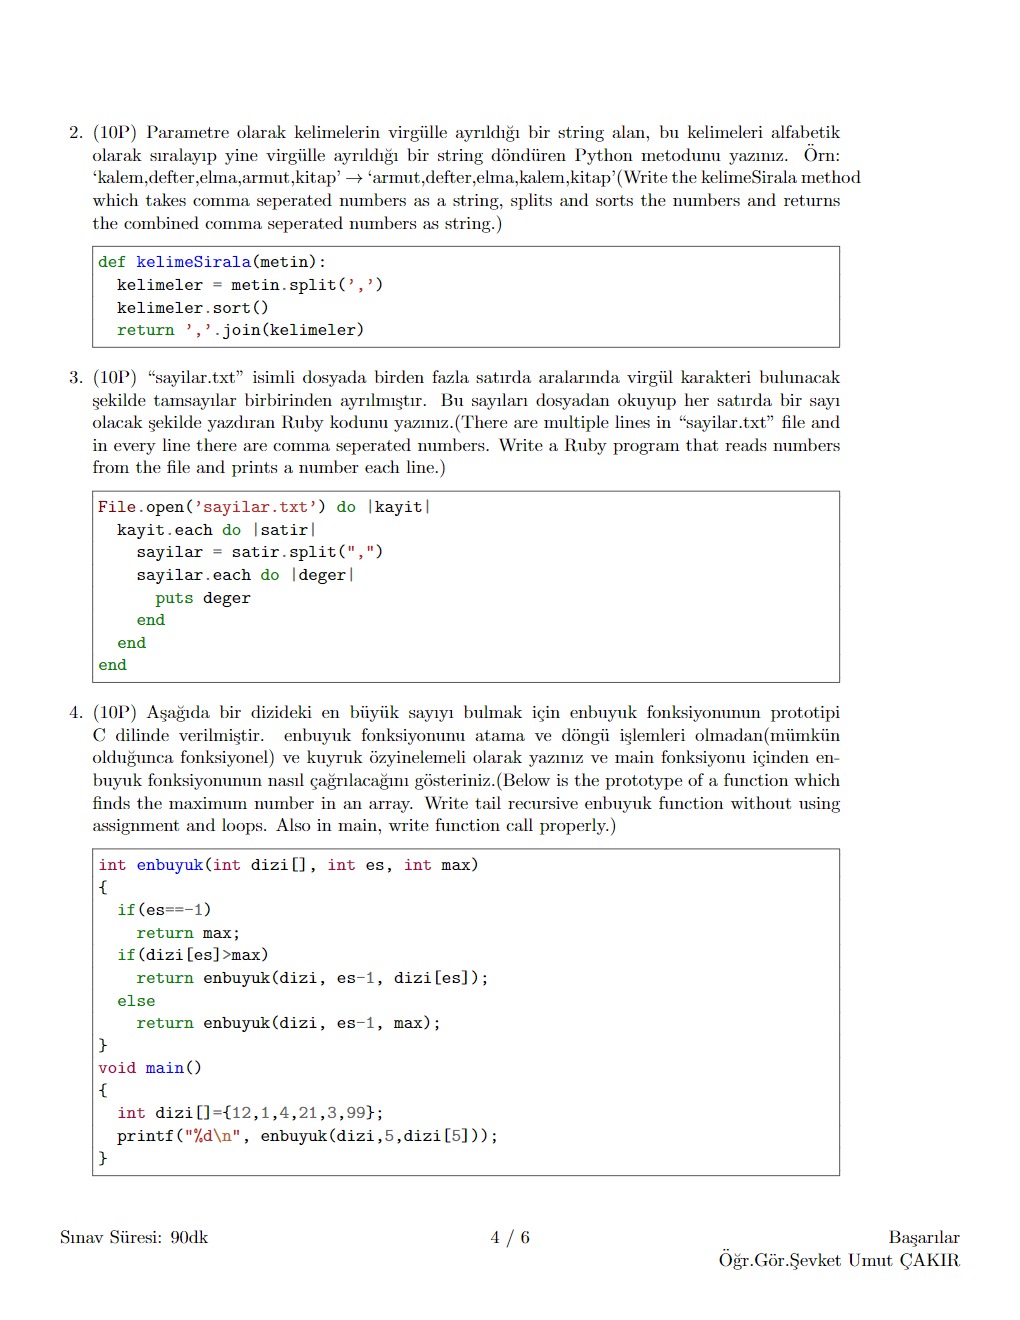 2. (10P) Parametre olarak kelimelerin virgülle ayrıldığı bir string alan, bu kelimeleri alfabetik
olarak sıralayıp yine virgülle ayrıldığı bir string döndüren Python metodunu yazınız. Örn:
‘kalem,defter,elma,armut,kitap’ → ‘armut,defter,elma,kalem,kitap’(Write the kelimeSirala method
which takes comma seperated numbers as a string, splits and sorts the numbers and returns
the combined comma seperated numbers as string.)
def kelimeSirala(metin):
  kelimeler = metin.split(’,’)
  kelimeler.sort()
  return ’,’.join(kelimeler)
3. (10P) “sayilar.txt” isimli dosyada birden fazla satırda aralarında virgül karakteri bulunacak
şekilde tamsayılar birbirinden ayrılmıştır. Bu sayıları dosyadan okuyup her satırda bir sayı
olacak şekilde yazdıran Ruby kodunu yazınız.(There are multiple lines in “sayilar.txt” file and
in every line there are comma seperated numbers. Write a Ruby program that reads numbers
from the file and prints a number each line.)
File.open(’sayilar.txt’) do |kayit|
  kayit.each do |satir|
    sayilar = satir.split(",")
    sayilar.each do |deger|
      puts deger
    end
  end
end
4. (10P) Aşağıda bir dizideki en büyük sayıyı bulmak için enbuyuk fonksiyonunun prototipi
C dilinde verilmiştir. enbuyuk fonksiyonunu atama ve döngü işlemleri olmadan(mümkün
olduğunca fonksiyonel) ve kuyruk özyinelemeli olarak yazınız ve main fonksiyonu içinden en-
buyuk fonksiyonunun nasıl çağrılacağını gösteriniz.(Below is the prototype of a function which
finds the maximum number in an array. Write tail recursive enbuyuk function without using
assignment and loops. Also in main, write function call properly.)
int enbuyuk(int dizi[], int es, int max)
{
  if(es==-1)
    return max;
  if(dizi[es]>max)
    return enbuyuk(dizi, es-1, dizi[es]);
  else
    return enbuyuk(dizi, es-1, max);
}
void main()
{
  int dizi[]={12,1,4,21,3,99};
  printf("%d\n", enbuyuk(dizi,5,dizi[5]));
}
Sınav Süresi: 90dk 4 / 6 Başarılar
Öğr.Gör.Şevket Umut ÇAKIR